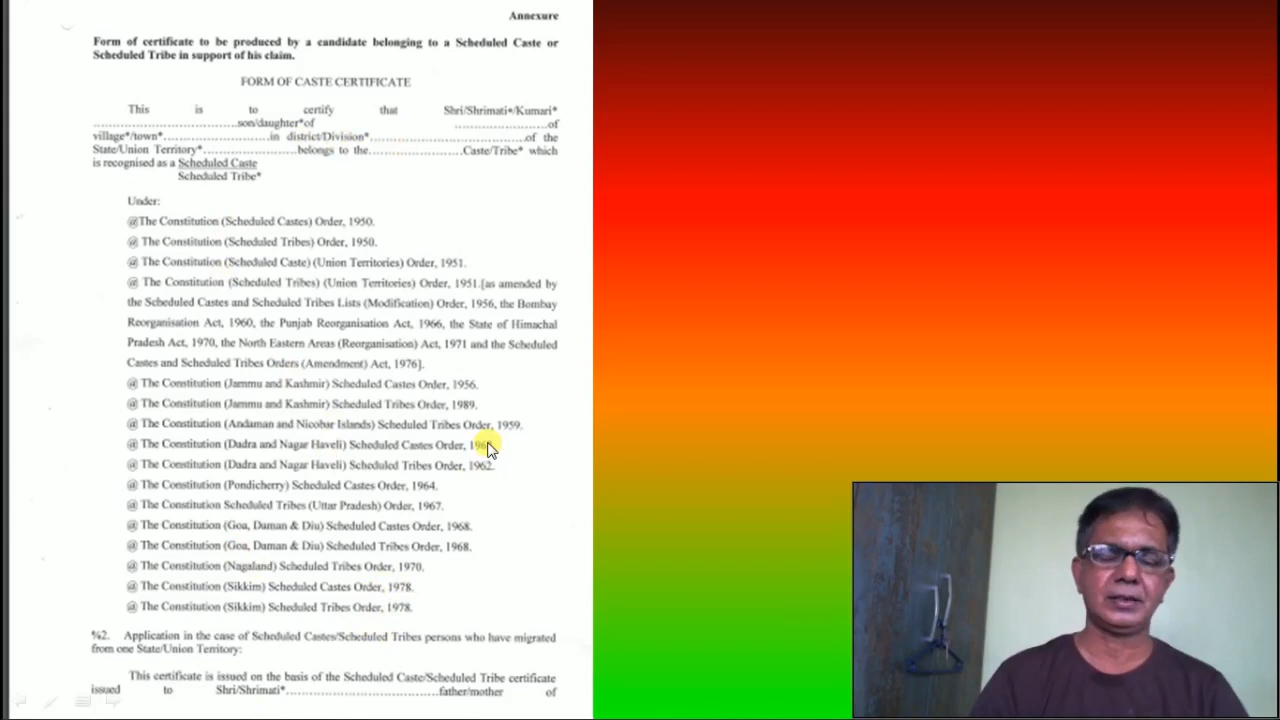 Annexure
Form of certificate to be produced by a candidate belonging to a Scheduled Caste or
Scheduled Tribe in support of his claim.
FORM OF CASTE CERTIFICATE
This is to certify that Shri/Shrimati*/Kumari*
......................................son/daughter*of ........................of
village*/town*............................in district/Division*..........................................of the
State/Union Territory*.........................belongs to the.........................Caste/Tribe* which
is recognised as a Scheduled Caste
Scheduled Tribe*
Under:
@The Constitution (Scheduled Castes) Order, 1950.
@ The Constitution (Scheduled Tribes) Order, 1950.
@ The Constitution (Scheduled Caste) (Union Territories) Order, 1951.
@ The Constitution (Scheduled Tribes) (Union Territories) Order, 1951.[as amended by
the Scheduled Castes and Scheduled Tribes Lists (Modification) Order, 1956, the Bombay
Reorganisation Act, 1960, the Punjab Reorganisation Act, 1966, the State of Himachal
Pradesh Act, 1970, the North Eastern Areas (Reorganisation) Act, 1971 and the Scheduled
Castes and Scheduled Tribes Orders (Amendment) Act, 1976].
@ The Constitution (Jammu and Kashmir) Scheduled Castes Order, 1956.
@ The Constitution (Jammu and Kashmir) Scheduled Tribes Order, 1989.
@ The Constitution (Andaman and Nicobar Islands) Scheduled Tribes Order, 1959.
@ The Constitution (Dadra and Nagar Haveli) Scheduled Castes Order,
@ The Constitution (Dadra and Nagar Haveli) Scheduled Tribes Order, 1962.
@ The Constitution (Pondicherry) Scheduled Castes Order, 1964.
@ The Constitution Scheduled Tribes (Uttar Pradesh) Order, 1967.
@ The Constitution (Goa, Daman & Diu) Scheduled Castes Order, 1968.
@ The Constitution (Goa, Daman & Diu) Scheduled Tribes Order, 1968.
@ The Constitution (Nagaland) Scheduled Tribes Order, 1970.
@ The Constitution (Sikkim) Scheduled Castes Order, 1978.
@ The Constitution (Sikkim) Scheduled Tribes Order, 1978.
%2. Application in the case of Scheduled Castes/Scheduled Tribes persons who have migrated
from one State/Union Territory:
This certificate is issued on the basis of the Scheduled Caste/Scheduled Tribe certificate
issued to Shri/Shrimati*......................................father/mother of